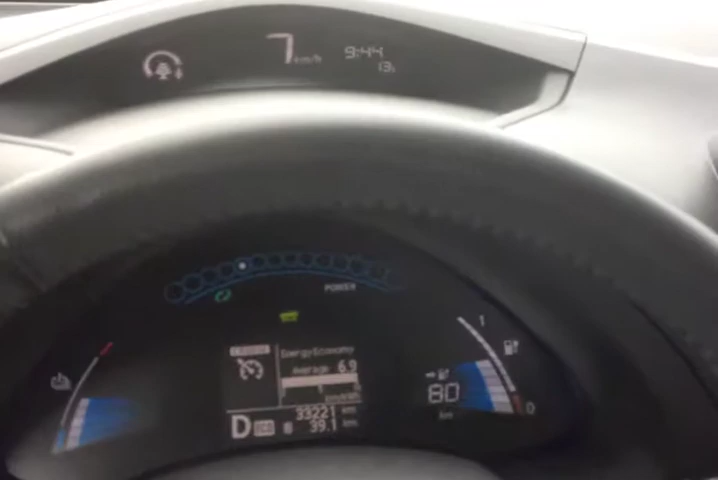 7 km/h
9:44
13
POWER
Energy Economy
Average 6.9
1
80
km
0
33221 km
D ECO B 39.1 km